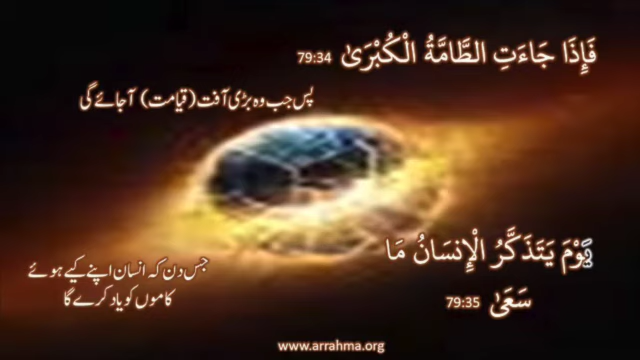 فَإِذَا جَاءَتِ الطَّامَّةُ الْكُبْرَىٰ 79:34
پس جب وہ بڑی آفت (قیامت) آجائے گی
يَوْمَ يَتَذَكَّرُ الْإِنسَانُ مَا
سَعَىٰ 79:35
جس دن کہ انسان اپنے کیے ہوئے
کاموں کو یاد کرے گا
www.arrahma.org